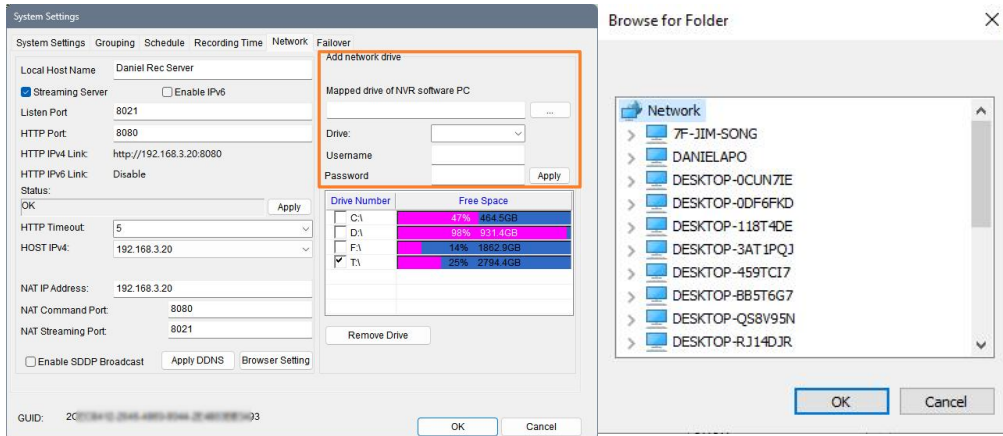 System Settings
System Settings Grouping Schedule Recording Time Network Failover
Local Host Name Daniel Rec Server
Streaming Server Enable IPv6
Listen Port 8021
HTTP Port: 8080
HTTP IPv4 Link: http://192.168.3.20:8080
HTTP IPv6 Link: Disable
Status:
OK Apply
HTTP Timeout: 5
HOST IPv4: 192.168.3.20
NAT IP Address: 192.168.3.20
NAT Command Port: 8080
NAT Streaming Port: 8021
Enable SDDP Broadcast Apply DDNS Browser Setting
GUID:
Add network drive
Mapped drive of NVR software PC
...
Drive:
Username
Password Apply
Drive Number Free Space
C:\ 47% 464.5GB
D:\ 98% 931.4GB
F:\ 14% 1862.9GB
T:\ 25% 2794.4GB
Remove Drive
OK Cancel
Browse for Folder
Network
7F-JIM-SONG
DANIELAPO
DESKTOP-0CUN7IE
DESKTOP-0DF6FKD
DESKTOP-118T4DE
DESKTOP-3AT1PQJ
DESKTOP-459TCI7
DESKTOP-BB5T6G7
DESKTOP-QS8V95N
DESKTOP-RJ14DJR
OK Cancel